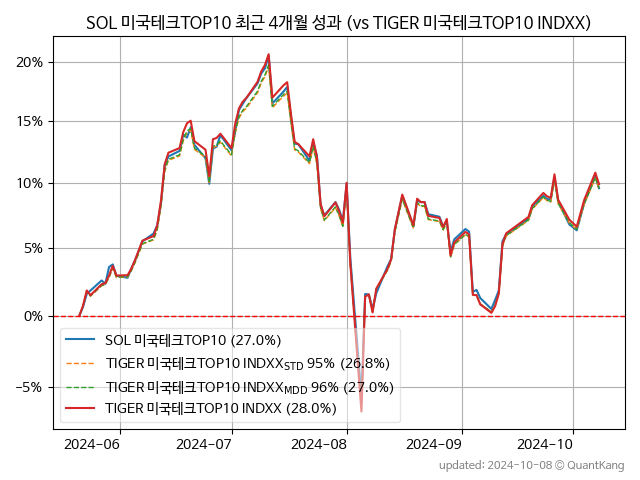 SOL 미국테크TOP10 최근 4개월 성과 (vs TIGER 미국테크TOP10 INDXX)
20%
15%
10%
5%
0%
−5%
SOL 미국테크TOP10 (27.0%)
TIGER 미국테크TOP10 INDXX_STD 95% (26.8%)
TIGER 미국테크TOP10 INDXX_MDD 96% (27.0%)
TIGER 미국테크TOP10 INDXX (28.0%)
2024-06 2024-07 2024-08 2024-09 2024-10
updated: 2024-10-08 © QuantKang